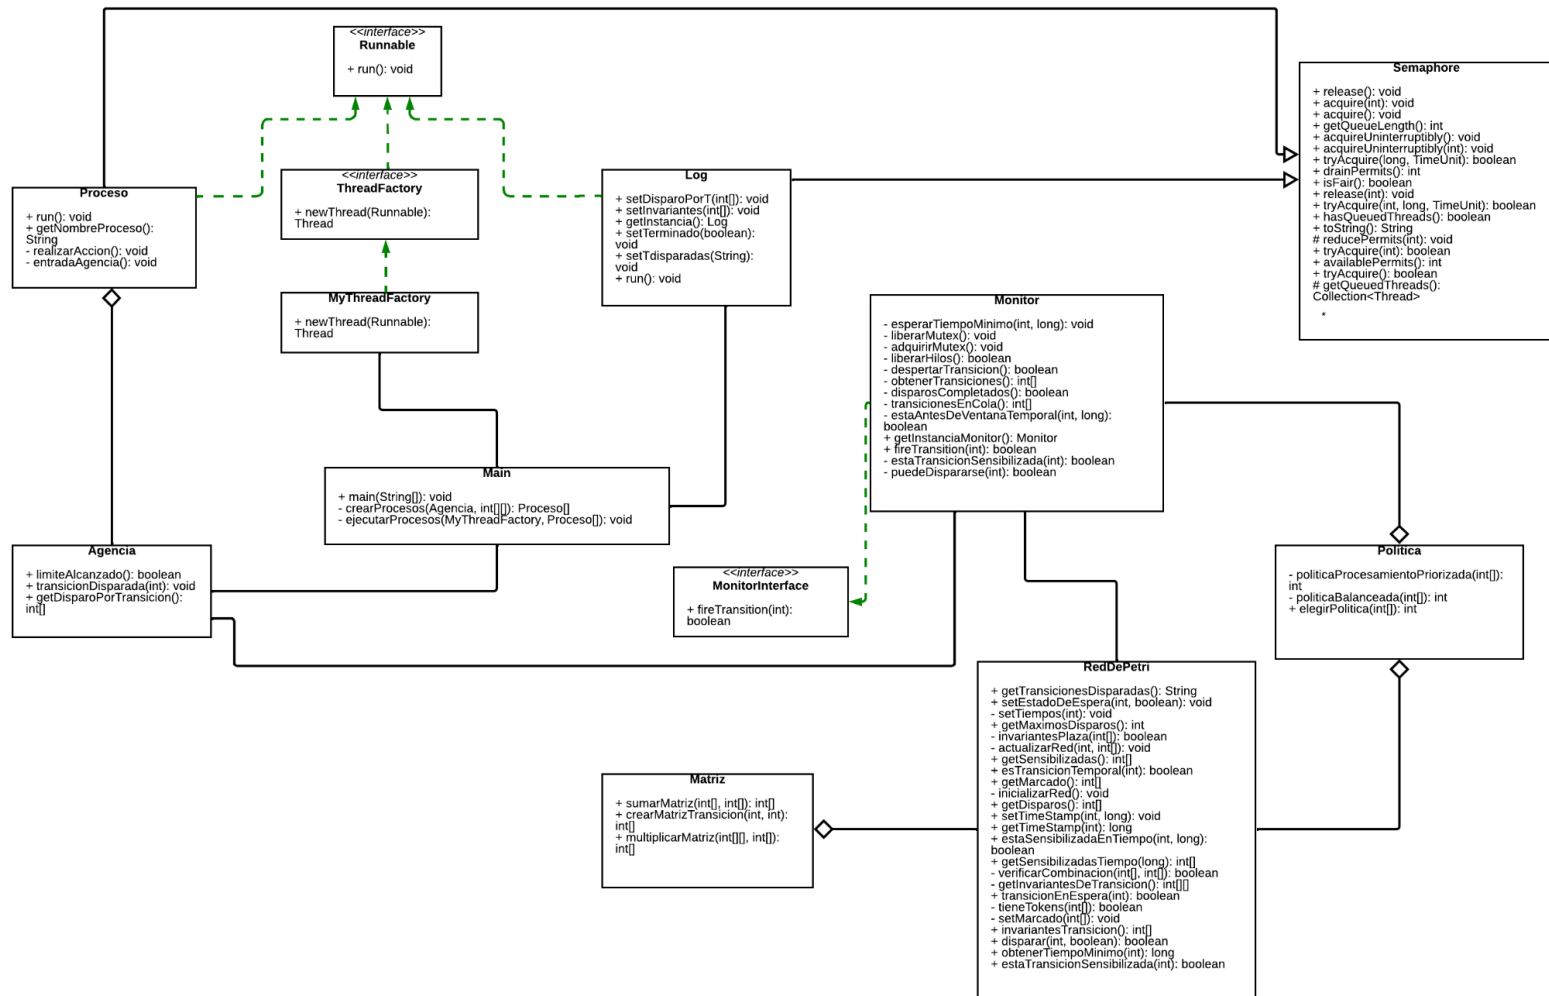 <<interface>>
Runnable
+ run(): void
Semaphore
+ release(): void
+ acquire(int): void
+ acquire(): void
+ getQueueLength(): int
+ acquireUninterruptibly(): void
+ acquireUninterruptibly(int): void
+ tryAcquire(long, TimeUnit): boolean
+ drainPermits(): int
+ isFair(): boolean
+ release(int): void
+ tryAcquire(int, long, TimeUnit): boolean
+ hasQueuedThreads(): boolean
+ toString(): String
# reducePermits(int): void
+ tryAcquire(int): boolean
+ availablePermits(): int
+ tryAcquire(): boolean
# getQueuedThreads():
Collection<Thread>
*
Proceso
+ run(): void
+ getNombreProceso():
String
- realizarAccion(): void
- entradaAgencia(): void
<<interface>>
ThreadFactory
+ newThread(Runnable):
Thread
Log
+ setDisparoPorT(int[]): void
+ setInvariantes(int[]): void
+ getInstancia(): Log
+ setTerminado(boolean):
void
+ setTdisparadas(String):
void
+ run(): void
MyThreadFactory
+ newThread(Runnable):
Thread
Monitor
- esperarTiempoMinimo(int, long): void
- liberarMutex(): void
- adquirirMutex(): void
- liberarHilos(): boolean
- despertarTransicion(): boolean
- obtenerTransiciones(): int[]
- disparosCompletados(): boolean
- transicionesEnCola(): int[]
- estaAntesDeVentanaTemporal(int, long):
boolean
+ getInstanciaMonitor(): Monitor
+ fireTransition(int): boolean
- estaTransicionSensibilizada(int): boolean
- puedeDispararse(int): boolean
Main
+ main(String[]): void
- crearProcesos(Agencia, int[][]): Proceso[]
- ejecutarProcesos(MyThreadFactory, Proceso[]): void
Agencia
+ limiteAlcanzado(): boolean
+ transicionDisparada(int): void
+ getDisparoPorTransicion():
int[]
<<interface>>
MonitorInterface
+ fireTransition(int):
boolean
Politica
- politicaProcesamientoPriorizada(int[]):
int
- politicaBalanceada(int[]): int
+ elegirPolitica(int[]): int
RedDePetri
+ getTransicionesDisparadas(): String
+ setEstadoDeEspera(int, boolean): void
- setTiempos(int): void
+ getMaximosDisparos(): int
- invariantesPlaza(int[]): boolean
- actualizarRed(int, int[]): void
+ getSensibilizadas(): int[]
+ esTransicionTemporal(int): boolean
+ getMarcado(): int[]
- inicializarRed(): void
+ getDisparos(): int[]
+ setTimeStamp(int, long): void
+ getTimeStamp(int): long
+ estaSensibilizadaEnTiempo(int, long):
boolean
+ getSensibilizadasTiempo(long): int[]
- verificarCombinacion(int[], int[]): boolean
- getInvariantesDeTransicion(): int[][]
+ transicionEnEspera(int): boolean
- tieneTokens(int[]): boolean
- setMarcado(int[]): void
+ invariantesTransicion(): int[]
+ disparar(int, boolean): boolean
+ obtenerTiempoMinimo(int): long
+ estaTransicionSensibilizada(int): boolean
Matriz
+ sumarMatriz(int[], int[]): int[]
+ crearMatrizTransicion(int, int):
int[]
+ multiplicarMatriz(int[][], int[]):
int[]